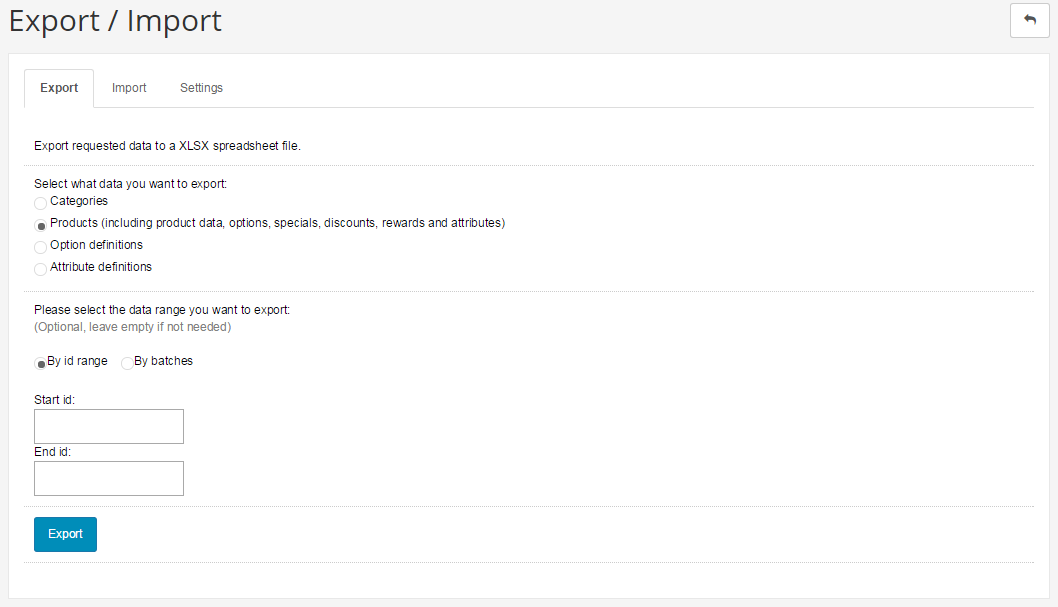 Export / Import
Export Import Settings
Export requested data to a XLSX spreadsheet file.
Select what data you want to export:
Categories
Products (including product data, options, specials, discounts, rewards and attributes)
Option definitions
Attribute definitions
Please select the data range you want to export:
(Optional, leave empty if not needed)
By id range By batches
Start id:
End id:
Export